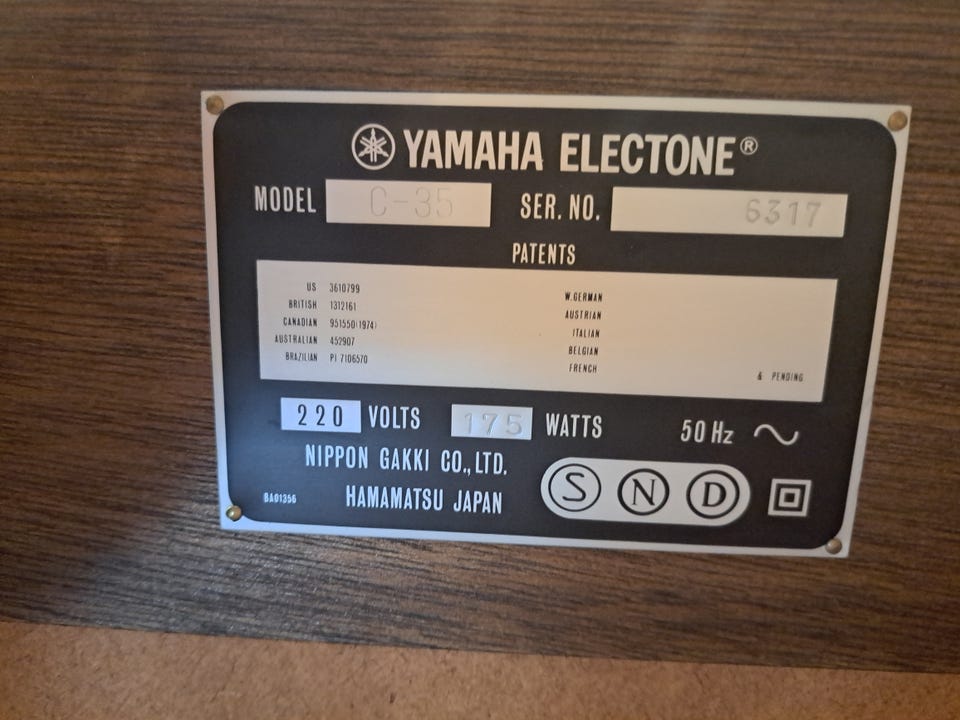 YAMAHA ELECTONE®
MODEL C-35 SER. NO. 6317
PATENTS
US 3610799 W.GERMAN
BRITISH 1312161 AUSTRIAN
CANADIAN 951550(1974) ITALIAN
AUSTRALIAN 452907 BELGIAN
BRAZILIAN PI 7106570 FRENCH & PENDING
220 VOLTS 175 WATTS 50 Hz ~
NIPPON GAKKI CO., LTD.
BA01356 HAMAMATSU JAPAN S N D